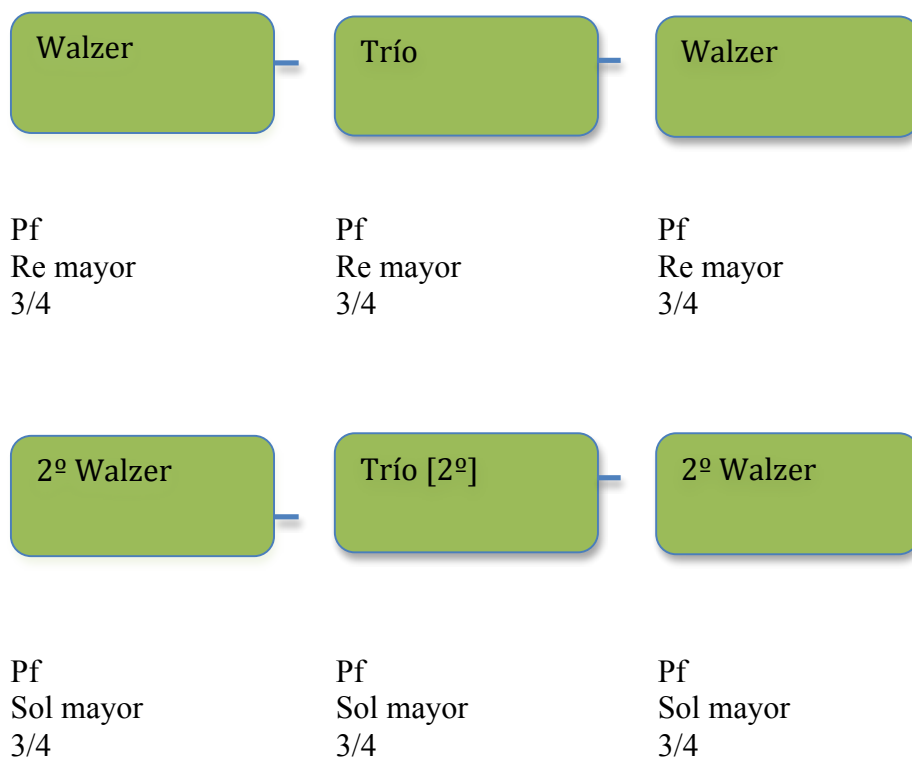 Walzer
Trío
Walzer
Pf
Re mayor
3/4
Pf
Re mayor
3/4
Pf
Re mayor
3/4
2º Walzer
Trío [2º]
2º Walzer
Pf
Sol mayor
3/4
Pf
Sol mayor
3/4
Pf
Sol mayor
3/4